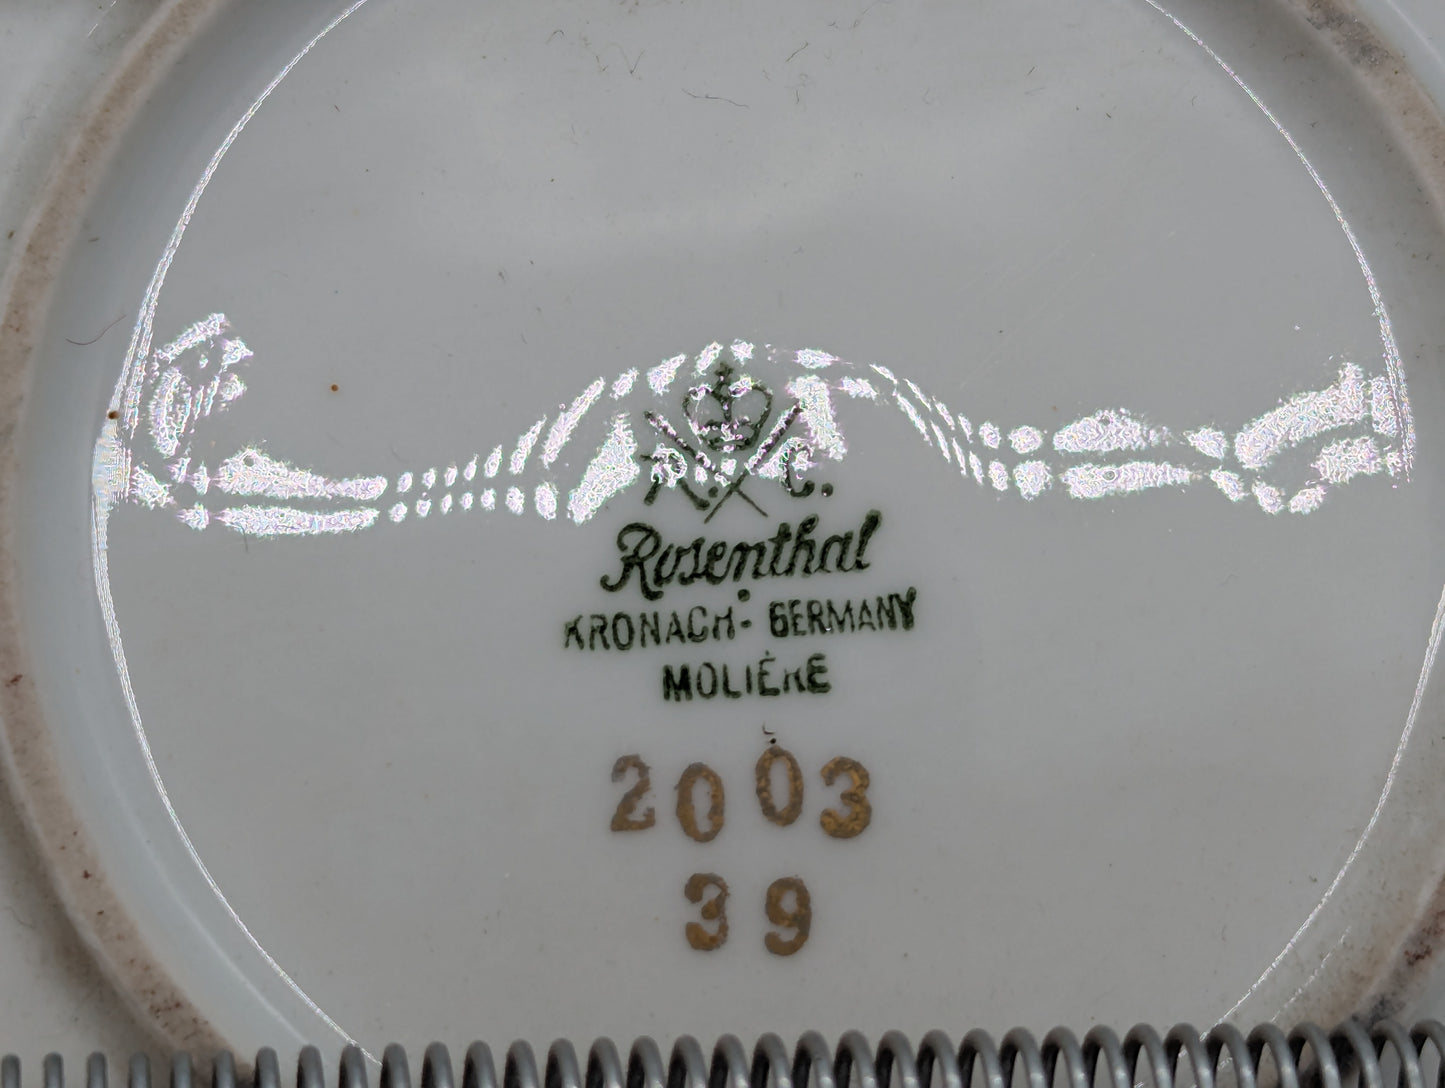 R. C.
Rosenthal
KRONACH - GERMANY
MOLIÈRE
2003
39